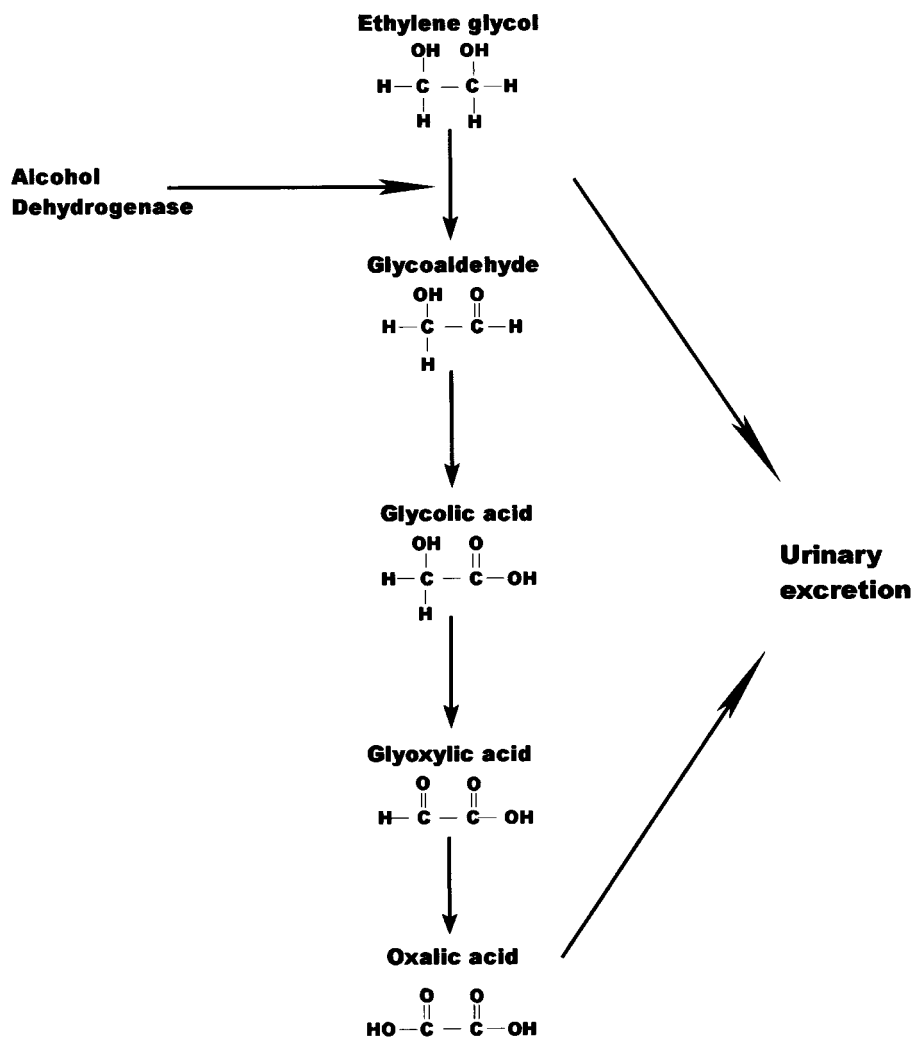 Ethylene glycol
OH OH
H—C — C—H
H H
Alcohol
Dehydrogenase
Glycoaldehyde
OH O
H—C — C—H
H
Glycolic acid
OH O
H—C — C—OH
H
Urinary
excretion
Glyoxylic acid
O O
H—C — C—OH
Oxalic acid
O O
HO—C — C—OH